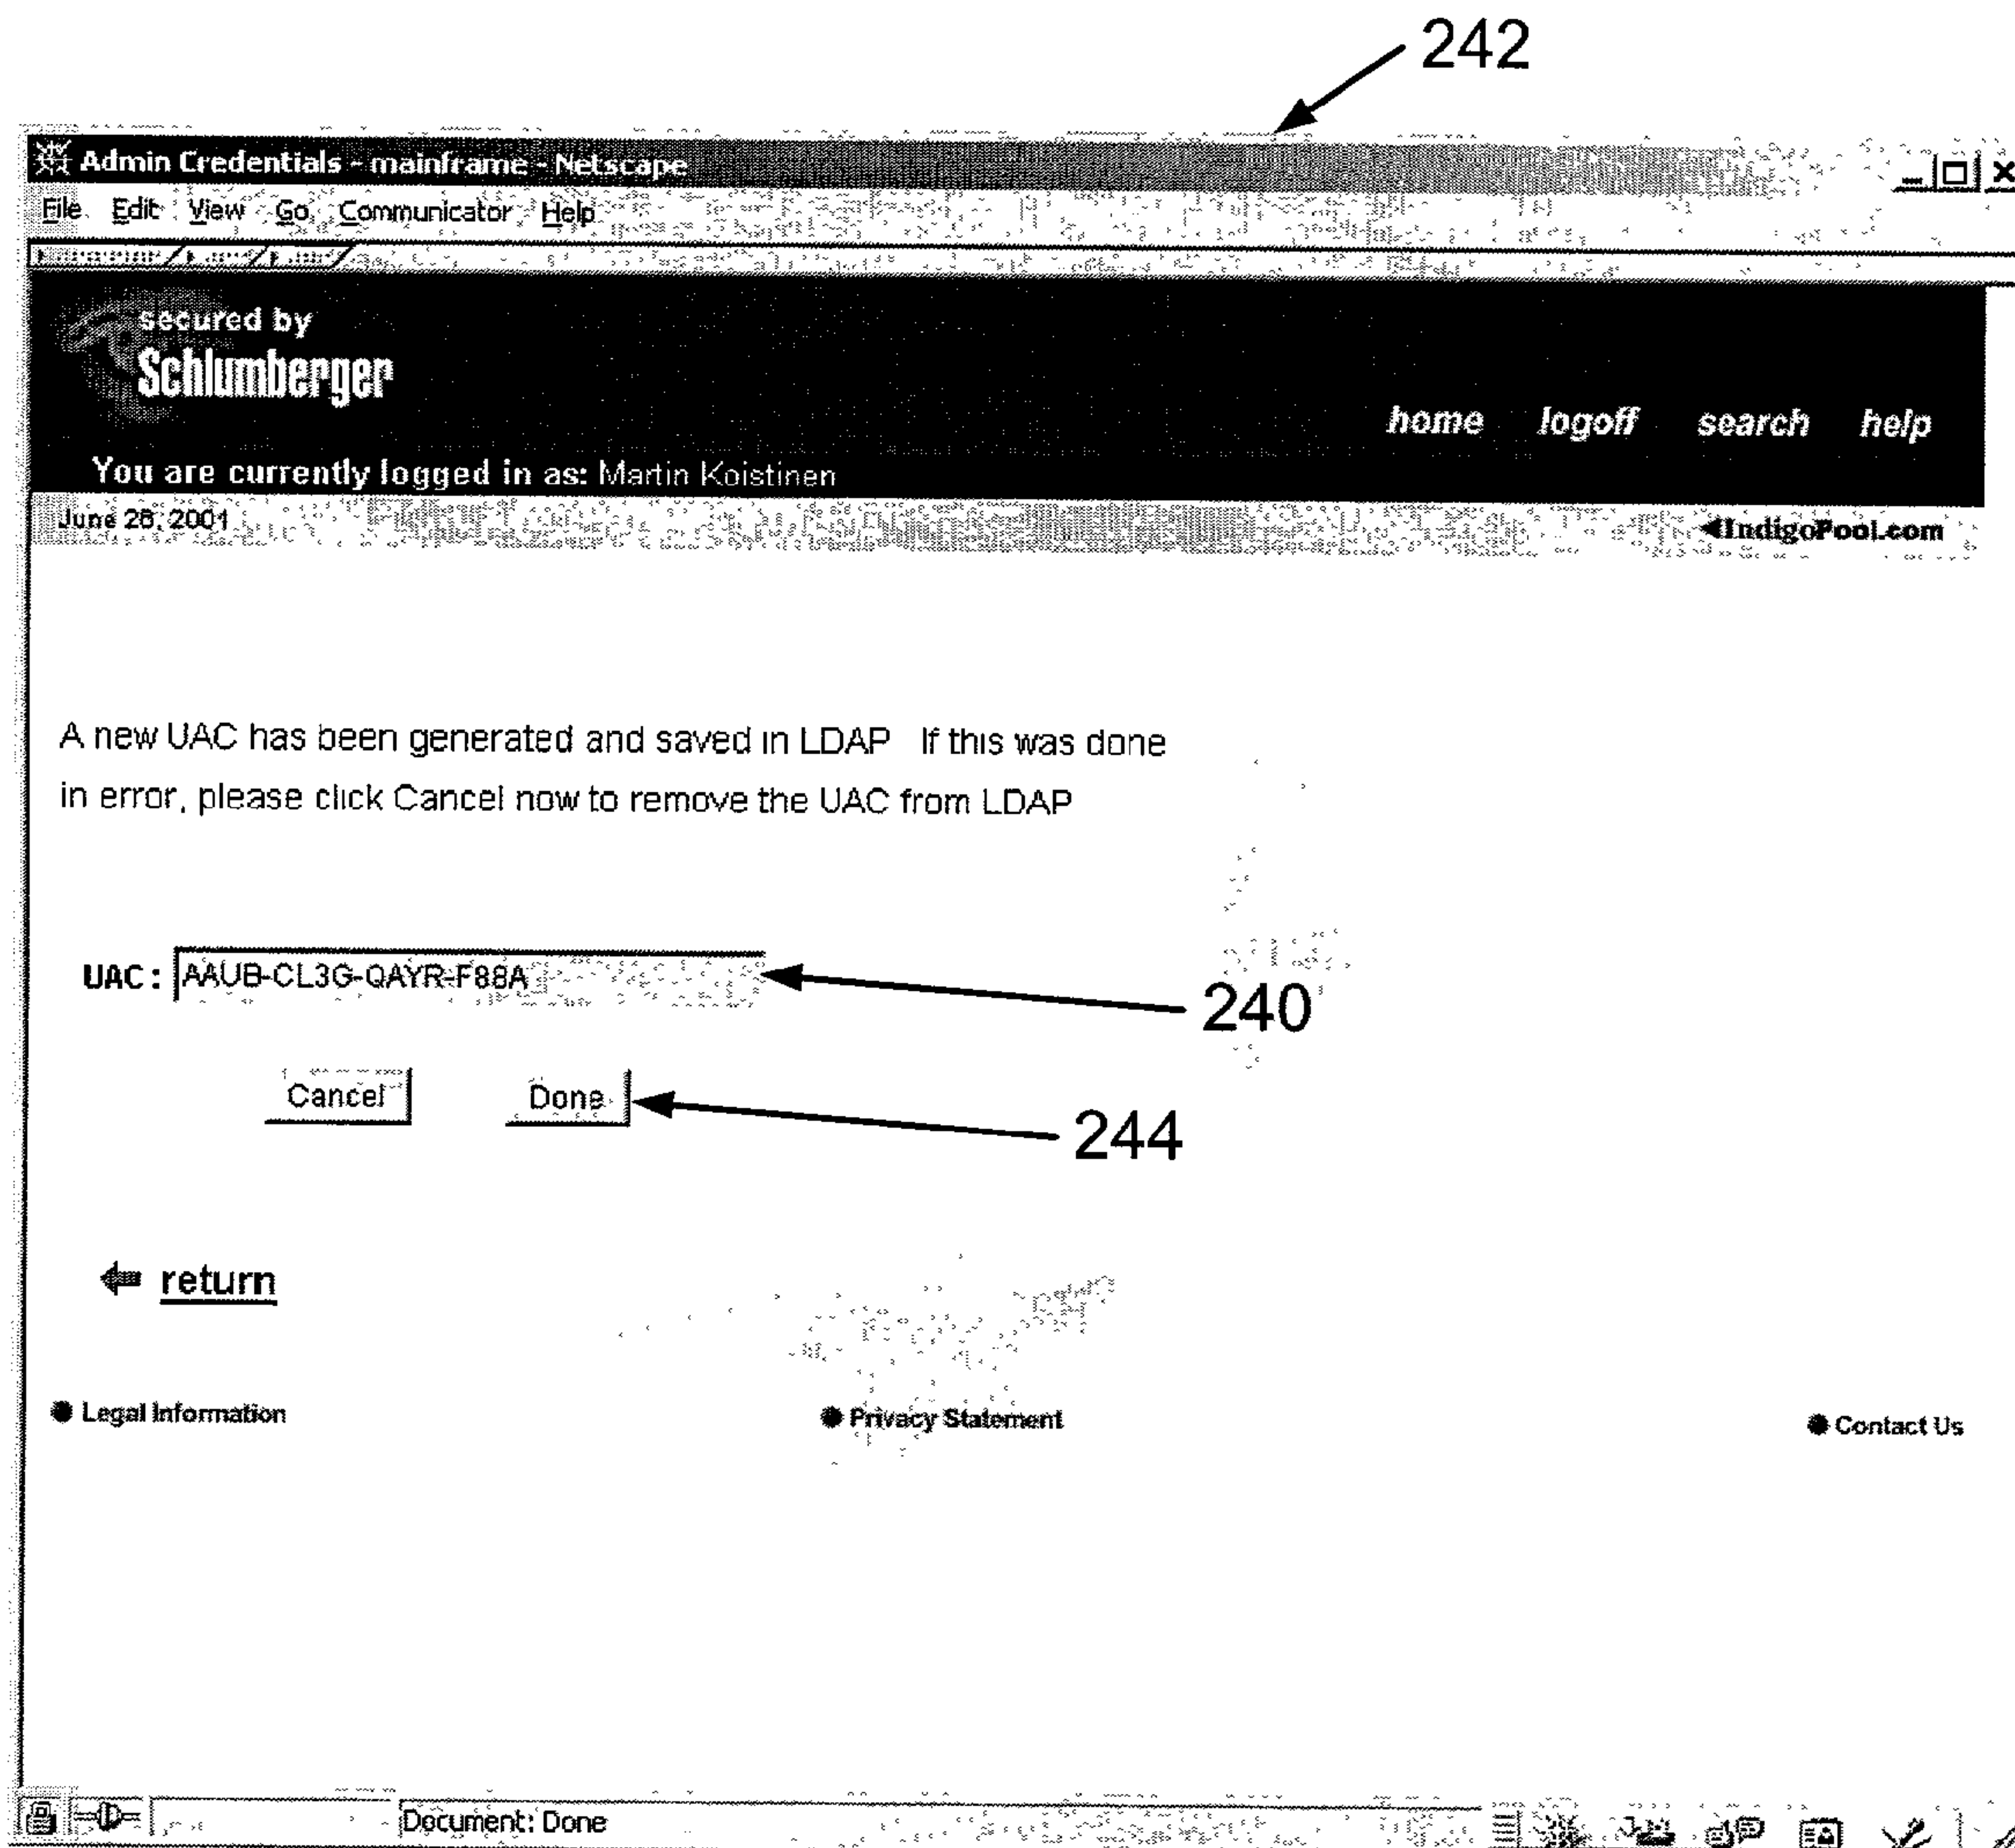 242
Admin Credentials - mainframe - Netscape
File Edit View Go Communicator Help
secured by
Schlumberger
home logoff search help
You are currently logged in as: Martin Koistinen
June 28, 2001
IndigoPool.com
A new UAC has been generated and saved in LDAP If this was done
in error, please click Cancel now to remove the UAC from LDAP
UAC: AAUB-CL3G-QAYR-F88A
240
Cancel Done
244
return
Legal Information Privacy Statement Contact Us
Document: Done